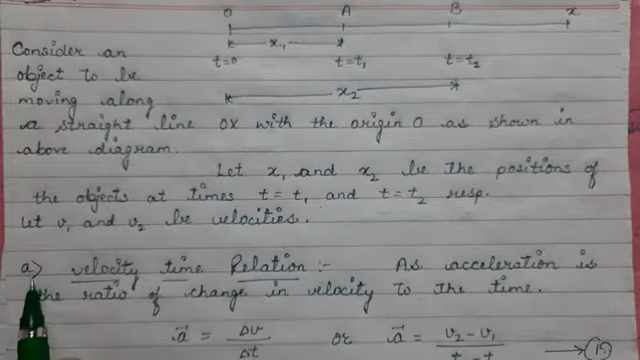 O A B x
x₁
Consider an
t=0 t=t₁ t=t₂
object to be
x₂
moving along
a straight line OX with the origin O as shown in
above diagram.
Let x₁ and x₂ be the positions of
the objects at times t=t₁ and t=t₂ resp.
Let v₁ and v₂ be velocities.
a) velocity time Relation :- As acceleration is
the ratio of change in velocity to the time.
a⃗ = Δv/Δt or a⃗ = v₂ - v₁